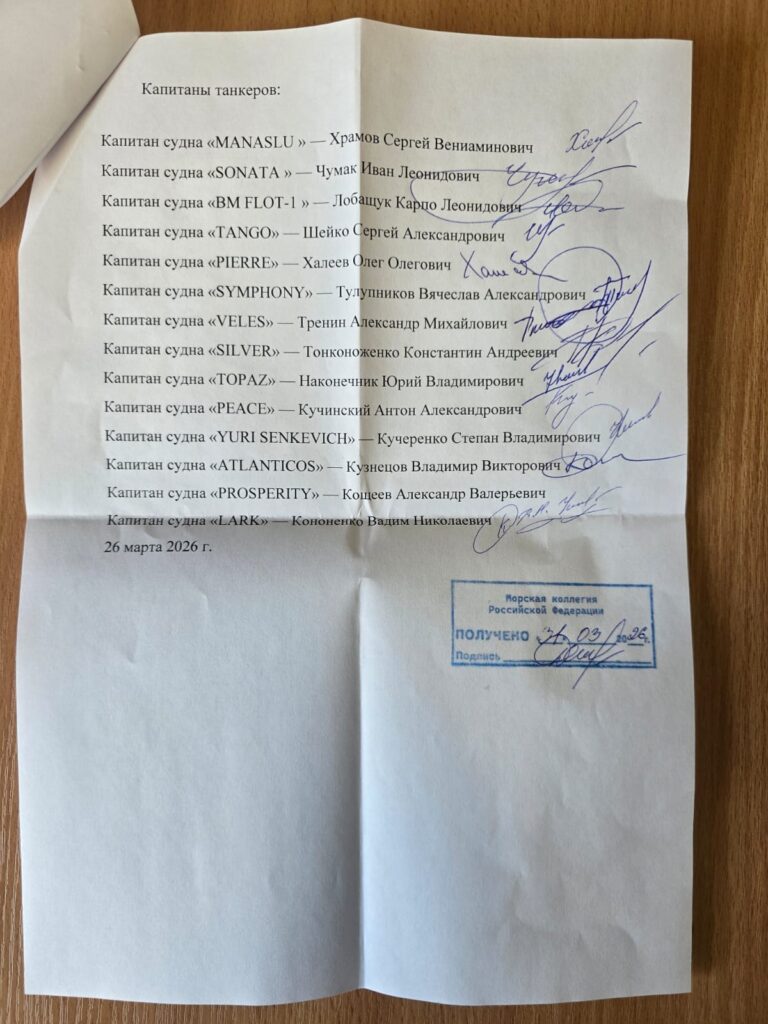 Капитаны танкеров:
Капитан судна «MANASLU » — Храмов Сергей Вениаминович
Капитан судна «SONATA » — Чумак Иван Леонидович
Капитан судна «BM FLOT-1 » — Лобащук Карпо Леонидович
Капитан судна «TANGO» — Шейко Сергей Александрович
Капитан судна «PIERRE» — Халеев Олег Олегович
Капитан судна «SYMPHONY» — Тулупников Вячеслав Александрович
Капитан судна «VELES» — Тренин Александр Михайлович
Капитан судна «SILVER» — Тонконоженко Константин Андреевич
Капитан судна «TOPAZ» — Наконечник Юрий Владимирович
Капитан судна «PEACE» — Кучинский Антон Александрович
Капитан судна «YURI SENKEVICH» — Кучеренко Степан Владимирович
Капитан судна «ATLANTICOS» — Кузнецов Владимир Викторович
Капитан судна «PROSPERITY» — Кощеев Александр Валерьевич
Капитан судна «LARK» — Кононенко Вадим Николаевич
26 марта 2026 г.
Морская коллегия
Российской Федерации
ПОЛУЧЕНО 03 2026 г.
Подпись